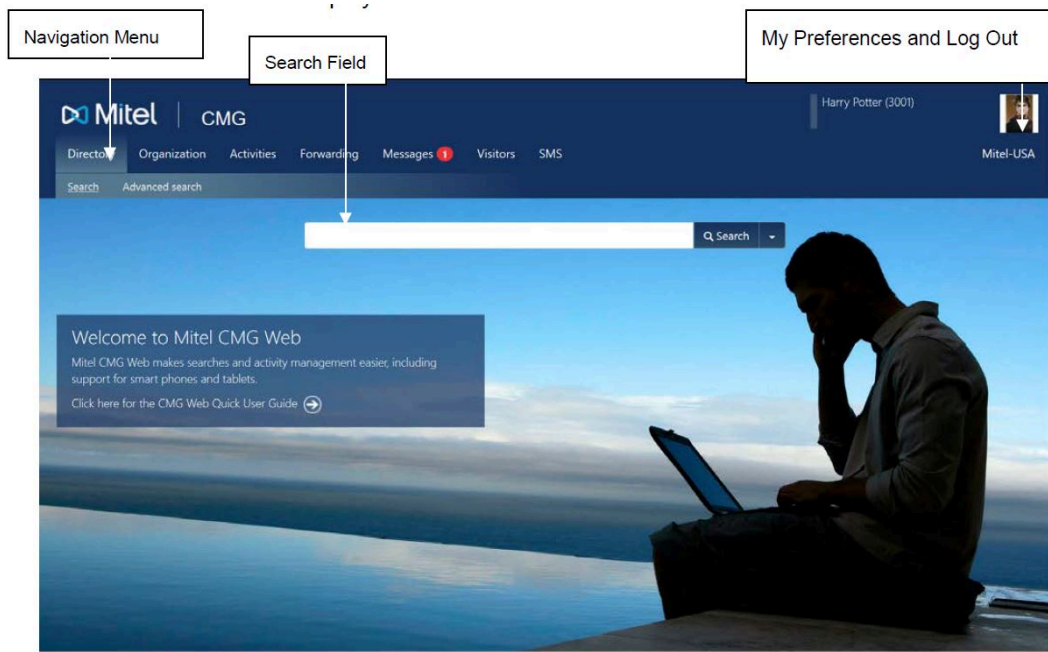 Navigation Menu
Search Field
My Preferences and Log Out
Mitel | CMG
Harry Potter (3001)
Directory Organization Activities Forwarding Messages 1 Visitors SMS
Mitel-USA
Search Advanced search
Search
Welcome to Mitel CMG Web
Mitel CMG Web makes searches and activity management easier, including
support for smart phones and tablets.
Click here for the CMG Web Quick User Guide